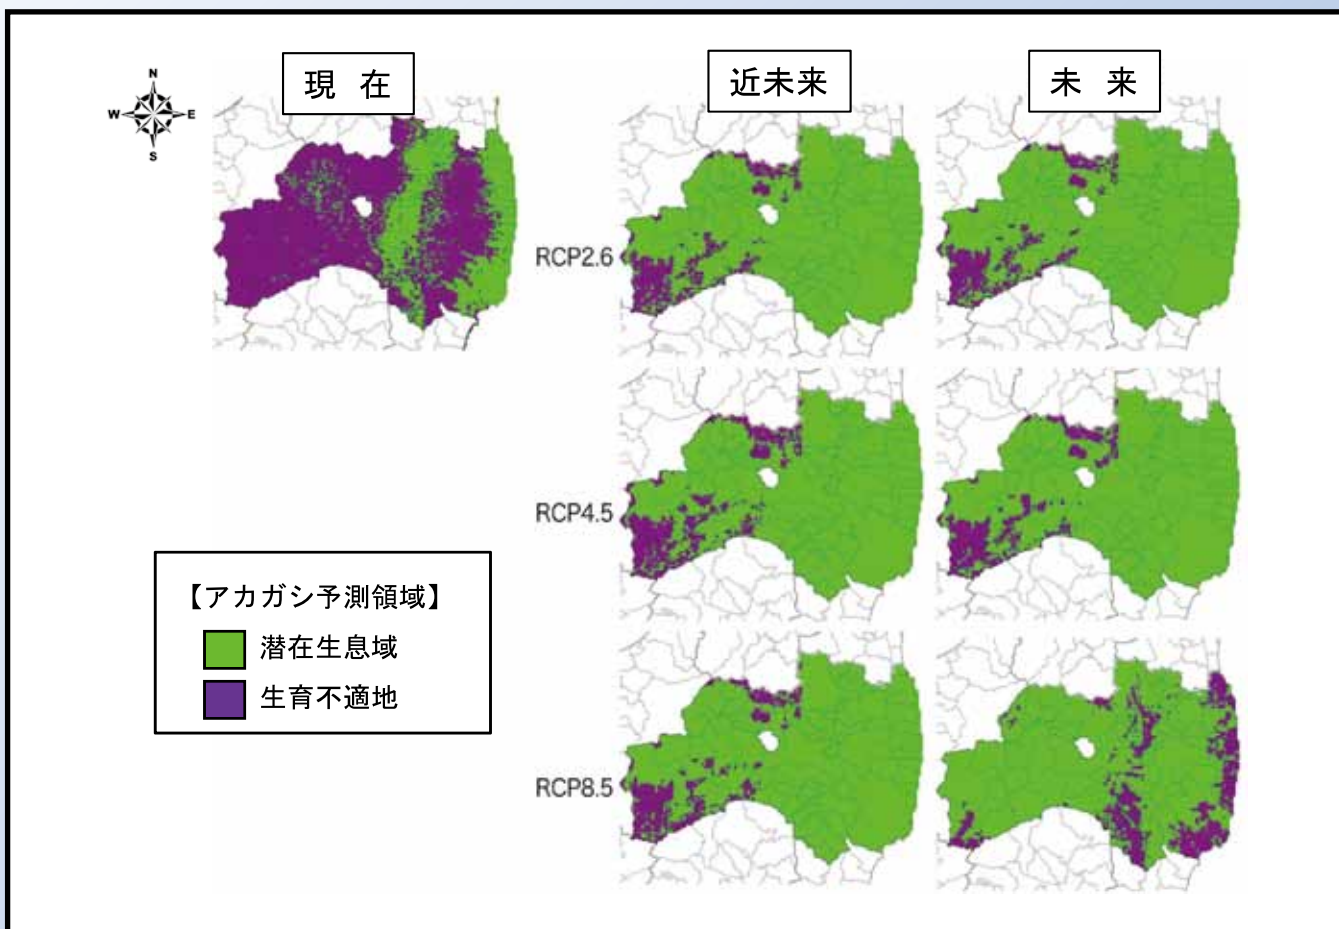 現 在
近未来
未 来
N
W
E
S
RCP2.6
RCP4.5
RCP8.5
【アカガシ予測領域】
潜在生息域
生育不適地